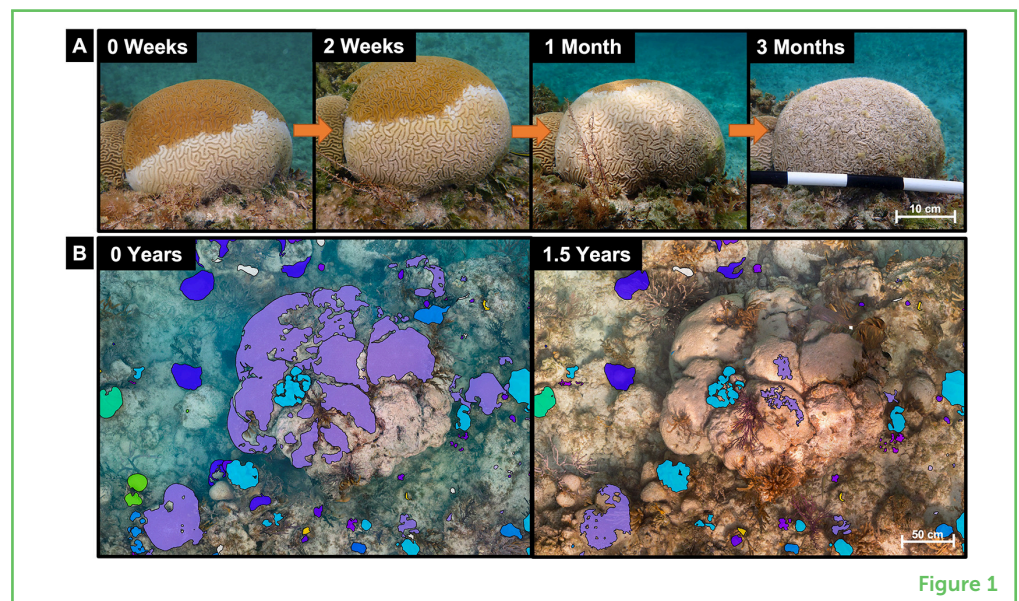 A
0 Weeks
2 Weeks
1 Month
3 Months
10 cm
B
0 Years
1.5 Years
50 cm
Figure 1